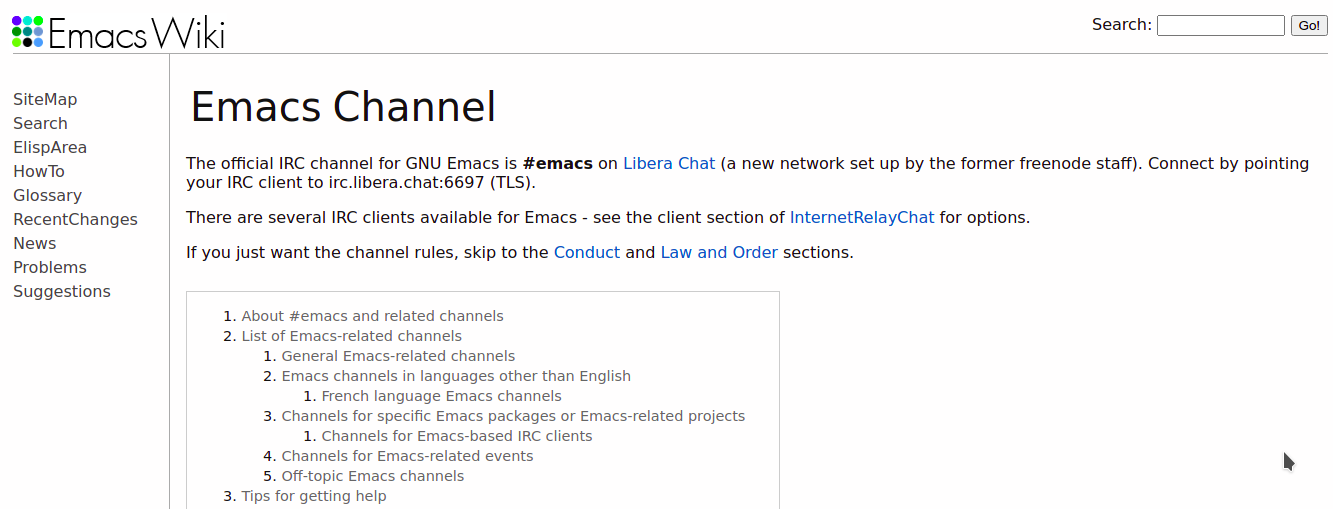 EmacsWiki
Search:
Go!
SiteMap
Search
ElispArea
HowTo
Glossary
RecentChanges
News
Problems
Suggestions
Emacs Channel
The official IRC channel for GNU Emacs is #emacs on Libera Chat (a new network set up by the former freenode staff). Connect by pointing
your IRC client to irc.libera.chat:6697 (TLS).
There are several IRC clients available for Emacs - see the client section of InternetRelayChat for options.
If you just want the channel rules, skip to the Conduct and Law and Order sections.
1. About #emacs and related channels
2. List of Emacs-related channels
1. General Emacs-related channels
2. Emacs channels in languages other than English
1. French language Emacs channels
3. Channels for specific Emacs packages or Emacs-related projects
1. Channels for Emacs-based IRC clients
4. Channels for Emacs-related events
5. Off-topic Emacs channels
3. Tips for getting help